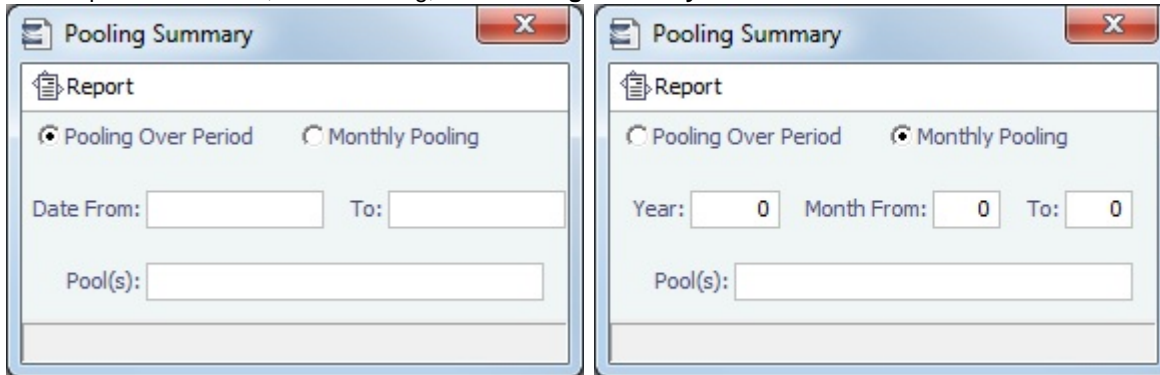 Pooling Summary
Report
Pooling Over Period Monthly Pooling
Date From: To:
Pool(s):
Pooling Summary
Report
Pooling Over Period Monthly Pooling
Year: 0 Month From: 0 To: 0
Pool(s):